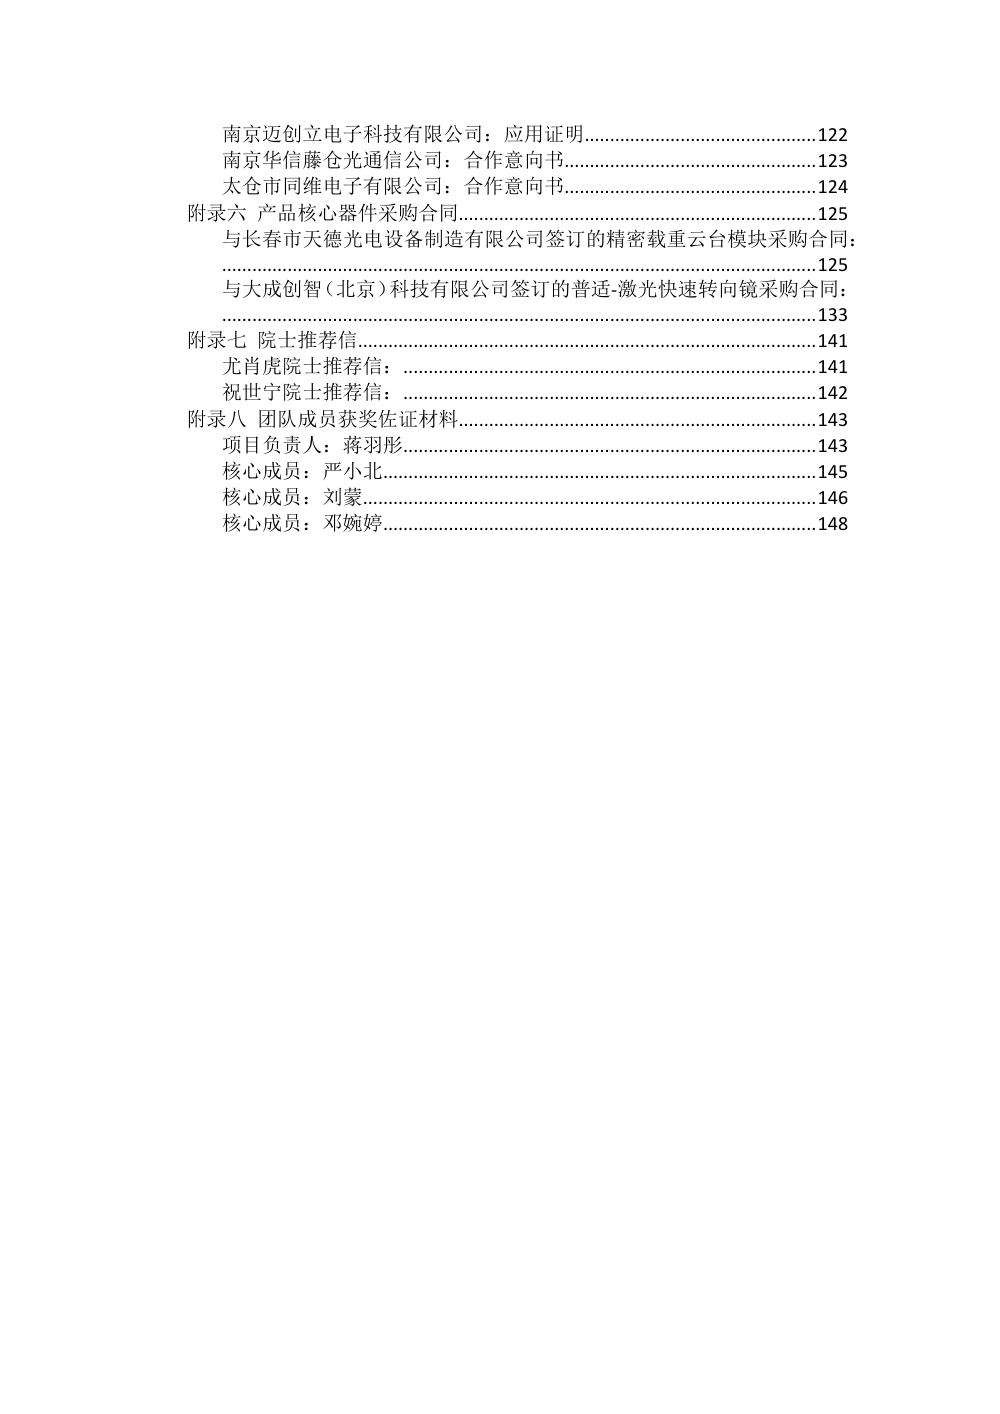 南京迈创立电子科技有限公司：应用证明..............................................122
南京华信藤仓光通信公司：合作意向书..................................................123
太仓市同维电子有限公司：合作意向书..................................................124
附录六 产品核心器件采购合同.......................................................................125
与长春市天德光电设备制造有限公司签订的精密载重云台模块采购合同：
.......................................................................................................................125
与大成创智（北京）科技有限公司签订的普适-激光快速转向镜采购合同：
.......................................................................................................................133
附录七 院士推荐信...........................................................................................141
尤肖虎院士推荐信：...................................................................................141
祝世宁院士推荐信：...................................................................................142
附录八 团队成员获奖佐证材料.......................................................................143
项目负责人：蒋羽彤...................................................................................143
核心成员：严小北.......................................................................................145
核心成员：刘蒙...........................................................................................146
核心成员：邓婉婷.......................................................................................148